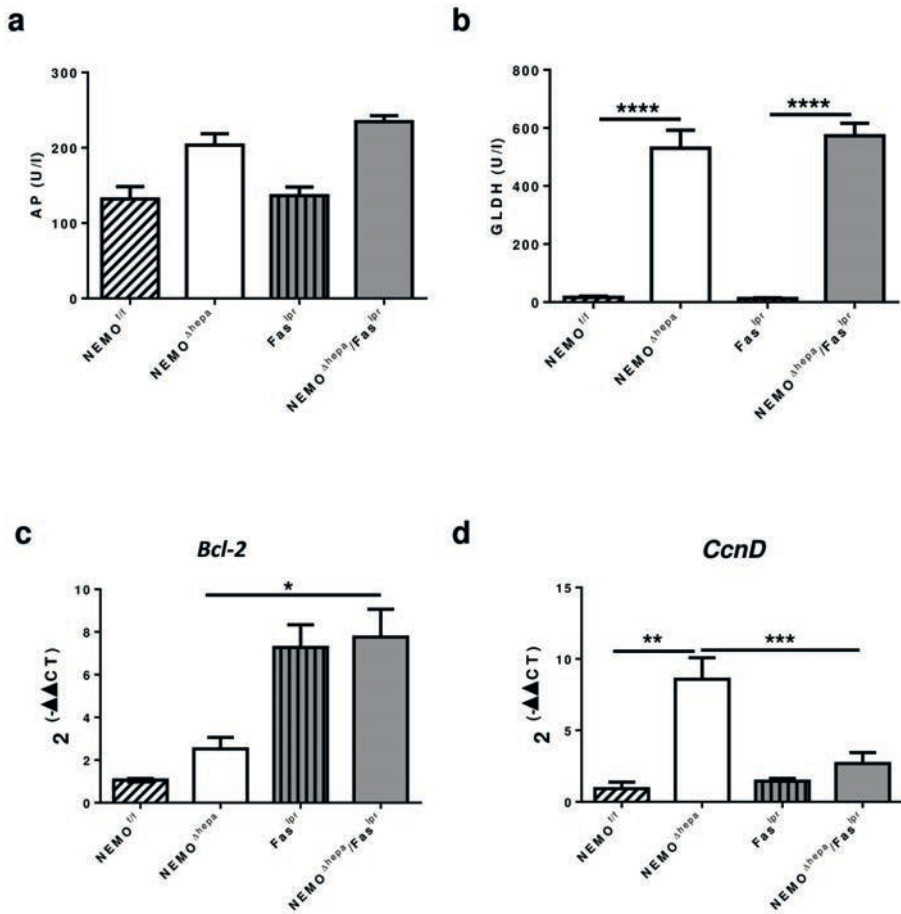 a
AP (U/I)
300
200
100
0
NEMO^f/f
NEMO^Δhepa
Fas^lpr
NEMO^Δhepa/Fas^lpr
b
GLDH (U/I)
800
600
400
200
0
****
****
NEMO^f/f
NEMO^Δhepa
Fas^lpr
NEMO^Δhepa/Fas^lpr
c
Bcl-2
2 (-▲▲CT)
10
8
6
4
2
0
*
NEMO^f/f
NEMO^Δhepa
Fas^lpr
NEMO^Δhepa/Fas^lpr
d
CcnD
2 (-▲▲CT)
15
10
5
0
**
***
NEMO^f/f
NEMO^Δhepa
Fas^lpr
NEMO^Δhepa/Fas^lpr